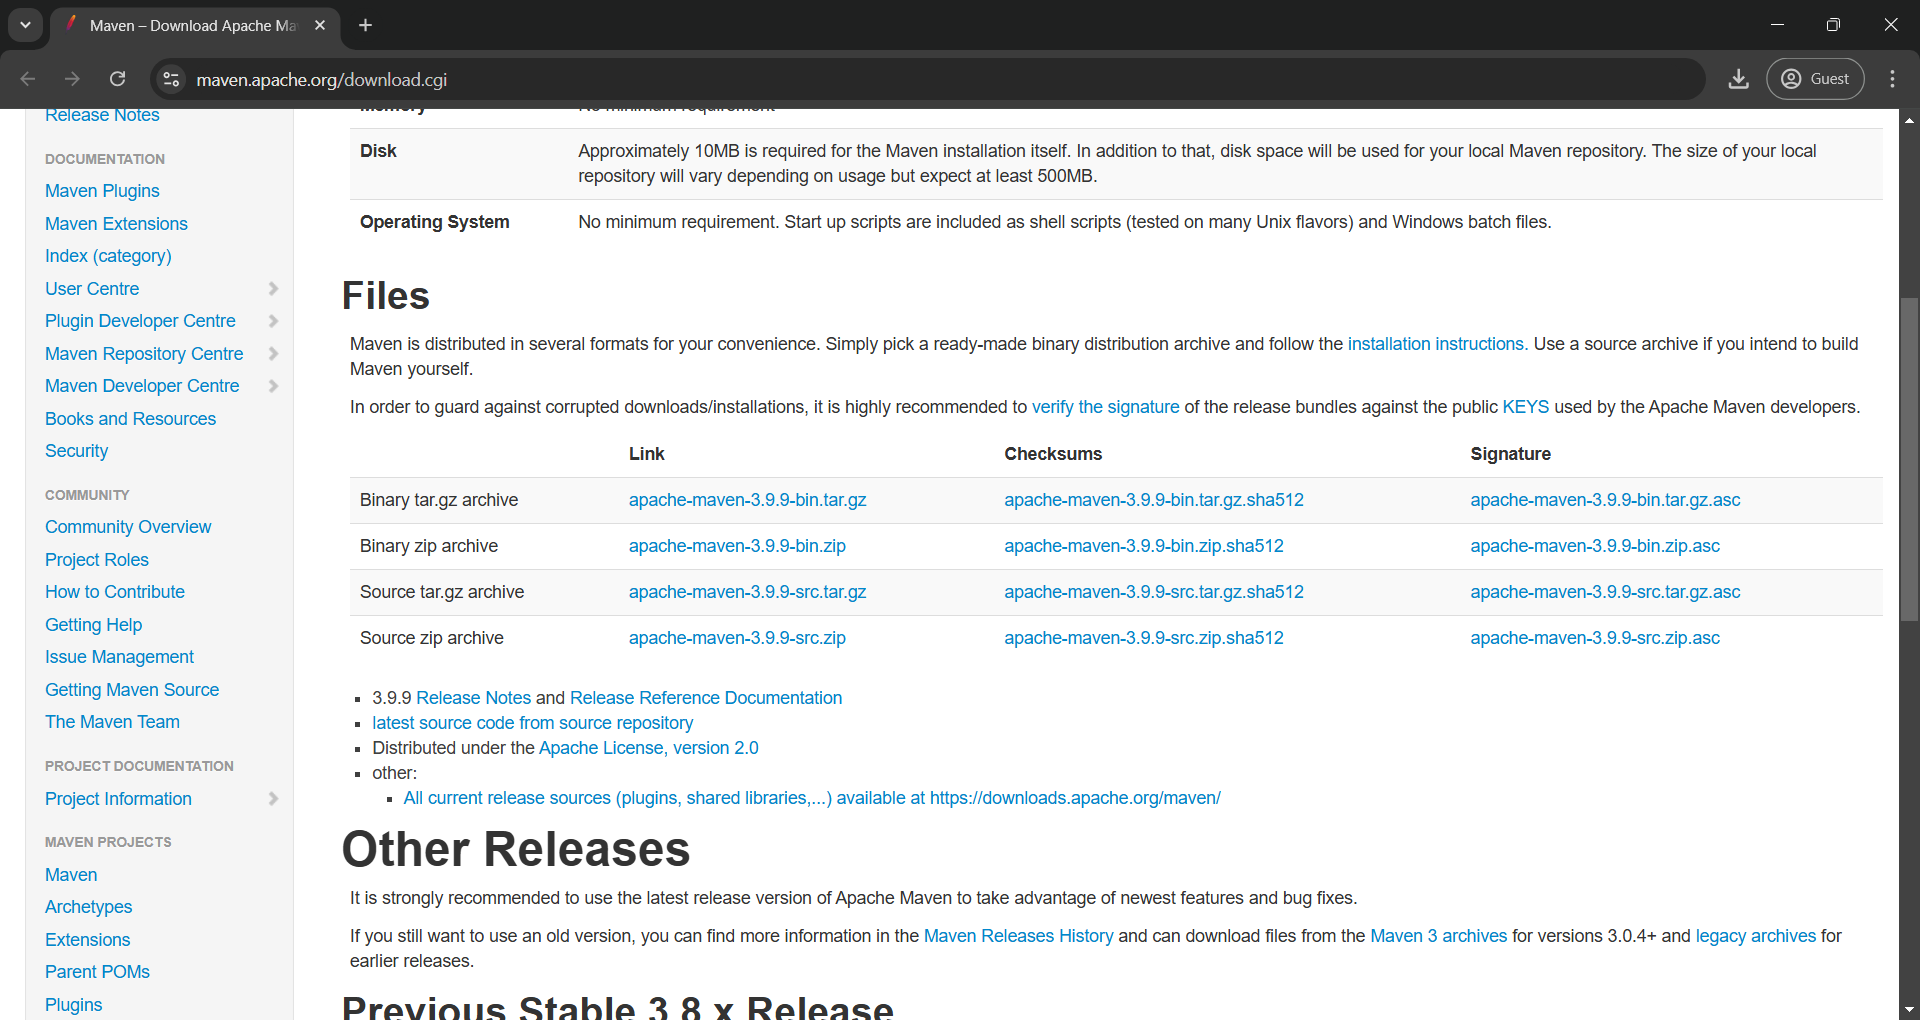 Maven – Download Apache Ma
maven.apache.org/download.cgi
Guest
Release Notes
DOCUMENTATION
Maven Plugins
Maven Extensions
Index (category)
User Centre
Plugin Developer Centre
Maven Repository Centre
Maven Developer Centre
Books and Resources
Security
COMMUNITY
Community Overview
Project Roles
How to Contribute
Getting Help
Issue Management
Getting Maven Source
The Maven Team
PROJECT DOCUMENTATION
Project Information
MAVEN PROJECTS
Maven
Archetypes
Extensions
Parent POMs
Plugins
Memory No minimum requirement
Disk Approximately 10MB is required for the Maven installation itself. In addition to that, disk space will be used for your local Maven repository. The size of your local
repository will vary depending on usage but expect at least 500MB.
Operating System No minimum requirement. Start up scripts are included as shell scripts (tested on many Unix flavors) and Windows batch files.
Files
Maven is distributed in several formats for your convenience. Simply pick a ready-made binary distribution archive and follow the installation instructions. Use a source archive if you intend to build
Maven yourself.
In order to guard against corrupted downloads/installations, it is highly recommended to verify the signature of the release bundles against the public KEYS used by the Apache Maven developers.
Link Checksums Signature
Binary tar.gz archive apache-maven-3.9.9-bin.tar.gz apache-maven-3.9.9-bin.tar.gz.sha512 apache-maven-3.9.9-bin.tar.gz.asc
Binary zip archive apache-maven-3.9.9-bin.zip apache-maven-3.9.9-bin.zip.sha512 apache-maven-3.9.9-bin.zip.asc
Source tar.gz archive apache-maven-3.9.9-src.tar.gz apache-maven-3.9.9-src.tar.gz.sha512 apache-maven-3.9.9-src.tar.gz.asc
Source zip archive apache-maven-3.9.9-src.zip apache-maven-3.9.9-src.zip.sha512 apache-maven-3.9.9-src.zip.asc
▪ 3.9.9 Release Notes and Release Reference Documentation
▪ latest source code from source repository
▪ Distributed under the Apache License, version 2.0
▪ other:
▪ All current release sources (plugins, shared libraries,...) available at https://downloads.apache.org/maven/
Other Releases
It is strongly recommended to use the latest release version of Apache Maven to take advantage of newest features and bug fixes.
If you still want to use an old version, you can find more information in the Maven Releases History and can download files from the Maven 3 archives for versions 3.0.4+ and legacy archives for
earlier releases.
Previous Stable 3.8.x Release